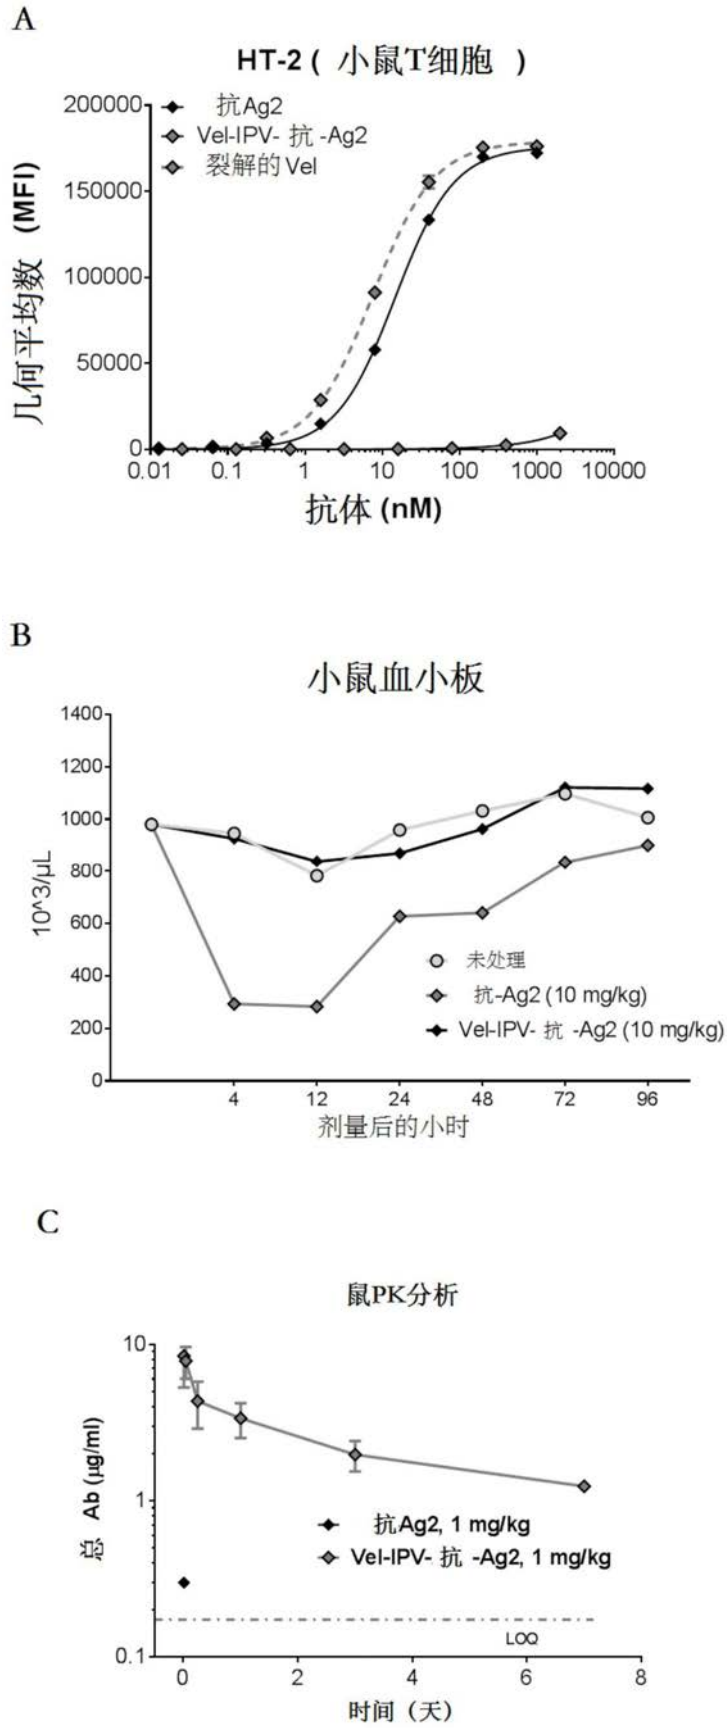 A
HT-2 ( 小鼠T细胞 )
抗Ag2
Vel-IPV- 抗 -Ag2
裂解的Vel
几何平均数 (MFI)
200000
150000
100000
50000
0
0.01 0.1 1 10 100 1000 10000
抗体 (nM)
B
小鼠血小板
10^3/µL
1400
1200
1000
800
600
400
200
0
未处理
抗-Ag2 (10 mg/kg)
Vel-IPV- 抗 -Ag2 (10 mg/kg)
4 12 24 48 72 96
剂量后的小时
C
鼠PK分析
总 Ab (µg/ml)
10
1
0.1
抗Ag2, 1 mg/kg
Vel-IPV- 抗 -Ag2, 1 mg/kg
LOQ
0 2 4 6 8
时间（天）